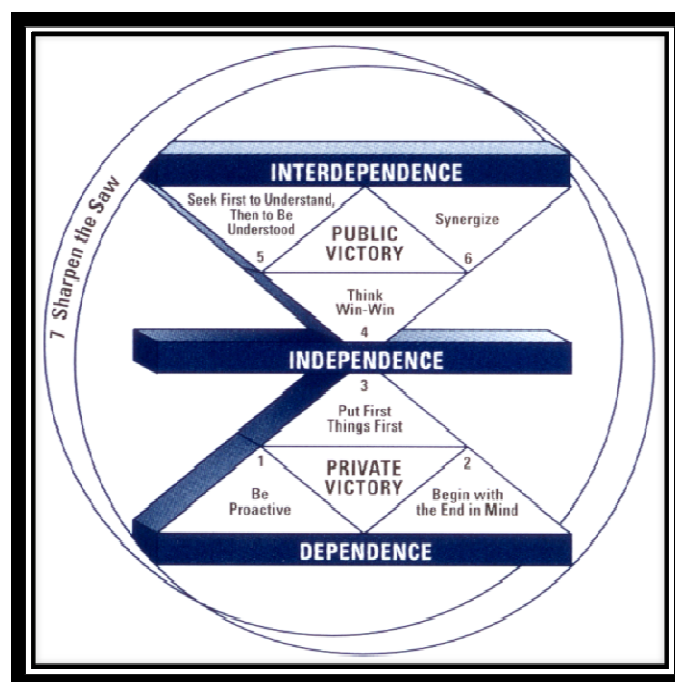 7 Sharpen the Saw
INTERDEPENDENCE
Seek First to Understand,
Then to Be
Understood
5
PUBLIC
VICTORY
Synergize
6
Think
Win-Win
4
INDEPENDENCE
3
Put First
Things First
1
Be
Proactive
PRIVATE
VICTORY
2
Begin with
the End in Mind
DEPENDENCE